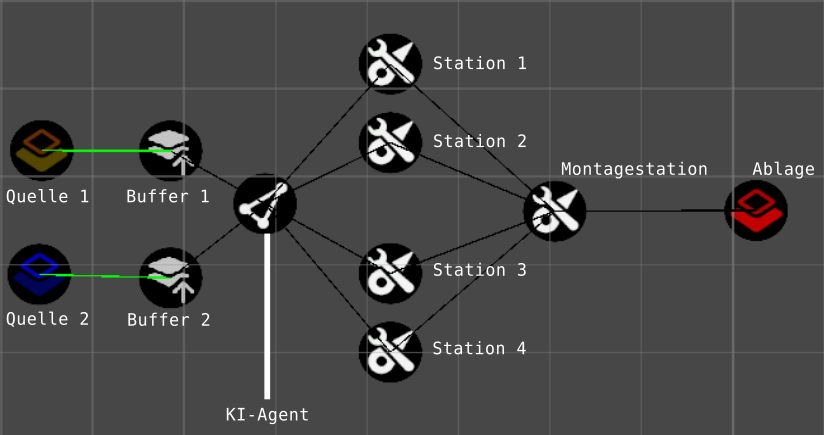 Station 1
Station 2
Montagestation
Ablage
Quelle 1
Buffer 1
Station 3
Quelle 2
Buffer 2
Station 4
KI-Agent